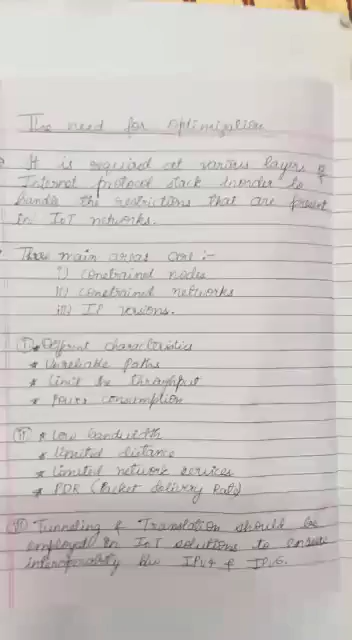 The need for optimization
It is required at various layers of
Internet protocol stack inorder to
handle the restrictions that are present
in IoT networks.
Three main areas are :-
i) constrained nodes
ii) constrained networks
iii) IP versions.
(i) * Different characteristics
* Unreliable paths
* Limit the throughput
* Power consumption
(ii) * Low bandwidth
* limited distance
* Limited network services
* PDR (Packet delivery Rate)
(iii) Tunneling & Translation should be
employed in IoT solutions to ensure
interoperability b/w IPv4 & IPv6.